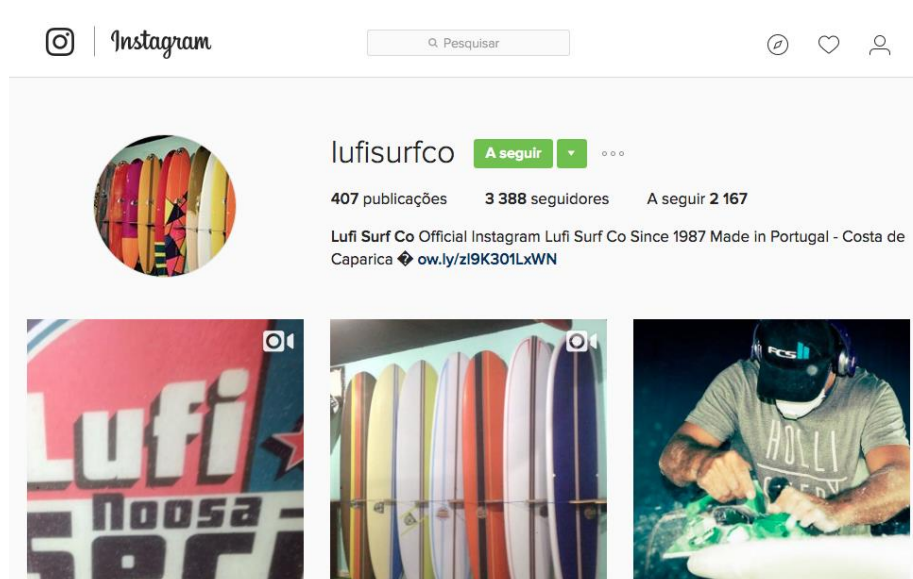 Instagram
Pesquisar
lufisurfco A seguir
407 publicações 3 388 seguidores A seguir 2 167
Lufi Surf Co Official Instagram Lufi Surf Co Since 1987 Made in Portugal - Costa de
Caparica � ow.ly/zl9K301LxWN
Lufi
noosa
FCS
HOLLI